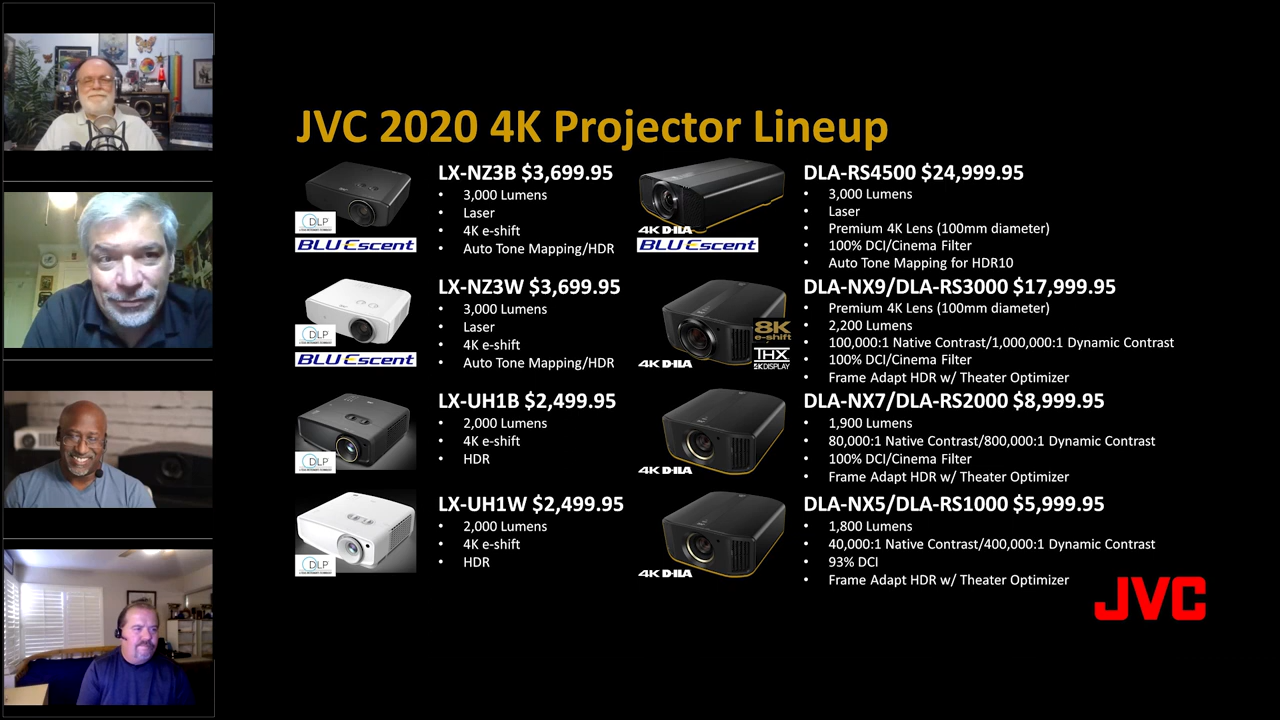 JVC 2020 4K Projector Lineup
LX-NZ3B $3,699.95
• 3,000 Lumens
• Laser
• 4K e-shift
• Auto Tone Mapping/HDR
DLP
BLU Escent
LX-NZ3W $3,699.95
• 3,000 Lumens
• Laser
• 4K e-shift
• Auto Tone Mapping/HDR
DLP
BLU Escent
LX-UH1B $2,499.95
• 2,000 Lumens
• 4K e-shift
• HDR
DLP
LX-UH1W $2,499.95
• 2,000 Lumens
• 4K e-shift
• HDR
DLP
DLA-RS4500 $24,999.95
• 3,000 Lumens
• Laser
• Premium 4K Lens (100mm diameter)
• 100% DCI/Cinema Filter
• Auto Tone Mapping for HDR10
4K D-ILA
BLU Escent
DLA-NX9/DLA-RS3000 $17,999.95
• Premium 4K Lens (100mm diameter)
• 2,200 Lumens
• 100,000:1 Native Contrast/1,000,000:1 Dynamic Contrast
• 100% DCI/Cinema Filter
• Frame Adapt HDR w/ Theater Optimizer
8K
e-shift
THX
4K DISPLAY
4K D-ILA
DLA-NX7/DLA-RS2000 $8,999.95
• 1,900 Lumens
• 80,000:1 Native Contrast/800,000:1 Dynamic Contrast
• 100% DCI/Cinema Filter
• Frame Adapt HDR w/ Theater Optimizer
4K D-ILA
DLA-NX5/DLA-RS1000 $5,999.95
• 1,800 Lumens
• 40,000:1 Native Contrast/400,000:1 Dynamic Contrast
• 93% DCI
• Frame Adapt HDR w/ Theater Optimizer
4K D-ILA
JVC